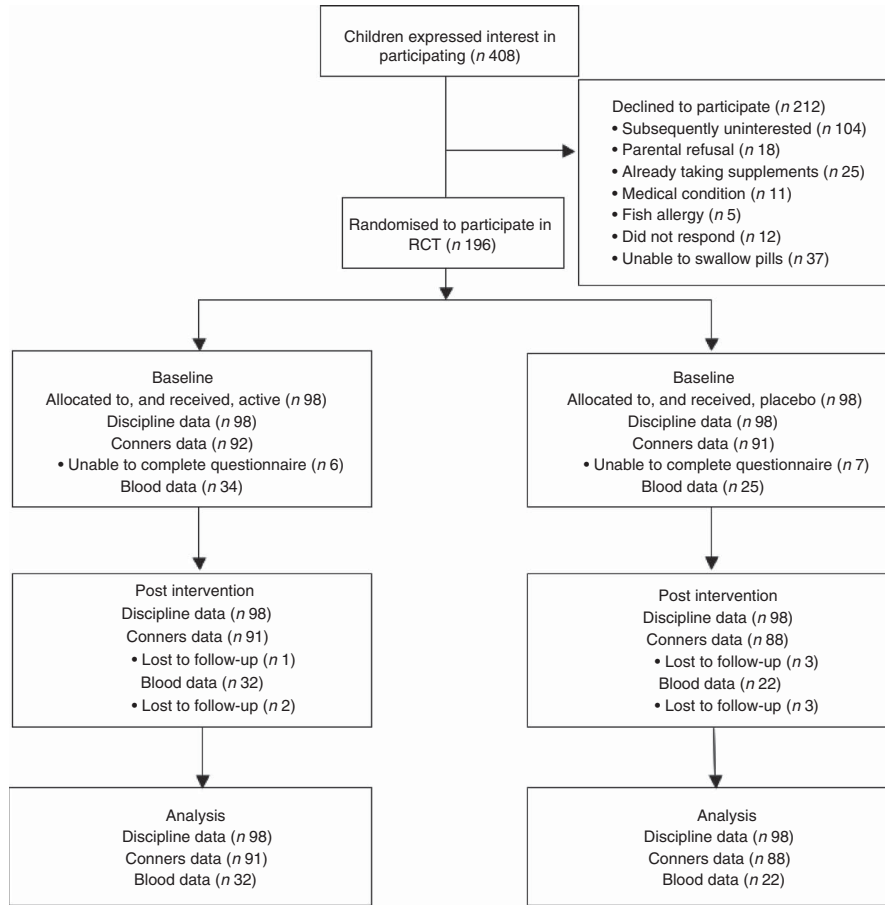 Children expressed interest in
participating (n 408)
Declined to participate (n 212)
• Subsequently uninterested (n 104)
• Parental refusal (n 18)
• Already taking supplements (n 25)
• Medical condition (n 11)
• Fish allergy (n 5)
• Did not respond (n 12)
• Unable to swallow pills (n 37)
Randomised to participate in
RCT (n 196)
Baseline
Allocated to, and received, active (n 98)
Discipline data (n 98)
Conners data (n 92)
• Unable to complete questionnaire (n 6)
Blood data (n 34)
Baseline
Allocated to, and received, placebo (n 98)
Discipline data (n 98)
Conners data (n 91)
• Unable to complete questionnaire (n 7)
Blood data (n 25)
Post intervention
Discipline data (n 98)
Conners data (n 91)
• Lost to follow-up (n 1)
Blood data (n 32)
• Lost to follow-up (n 2)
Post intervention
Discipline data (n 98)
Conners data (n 88)
• Lost to follow-up (n 3)
Blood data (n 22)
• Lost to follow-up (n 3)
Analysis
Discipline data (n 98)
Conners data (n 91)
Blood data (n 32)
Analysis
Discipline data (n 98)
Conners data (n 88)
Blood data (n 22)